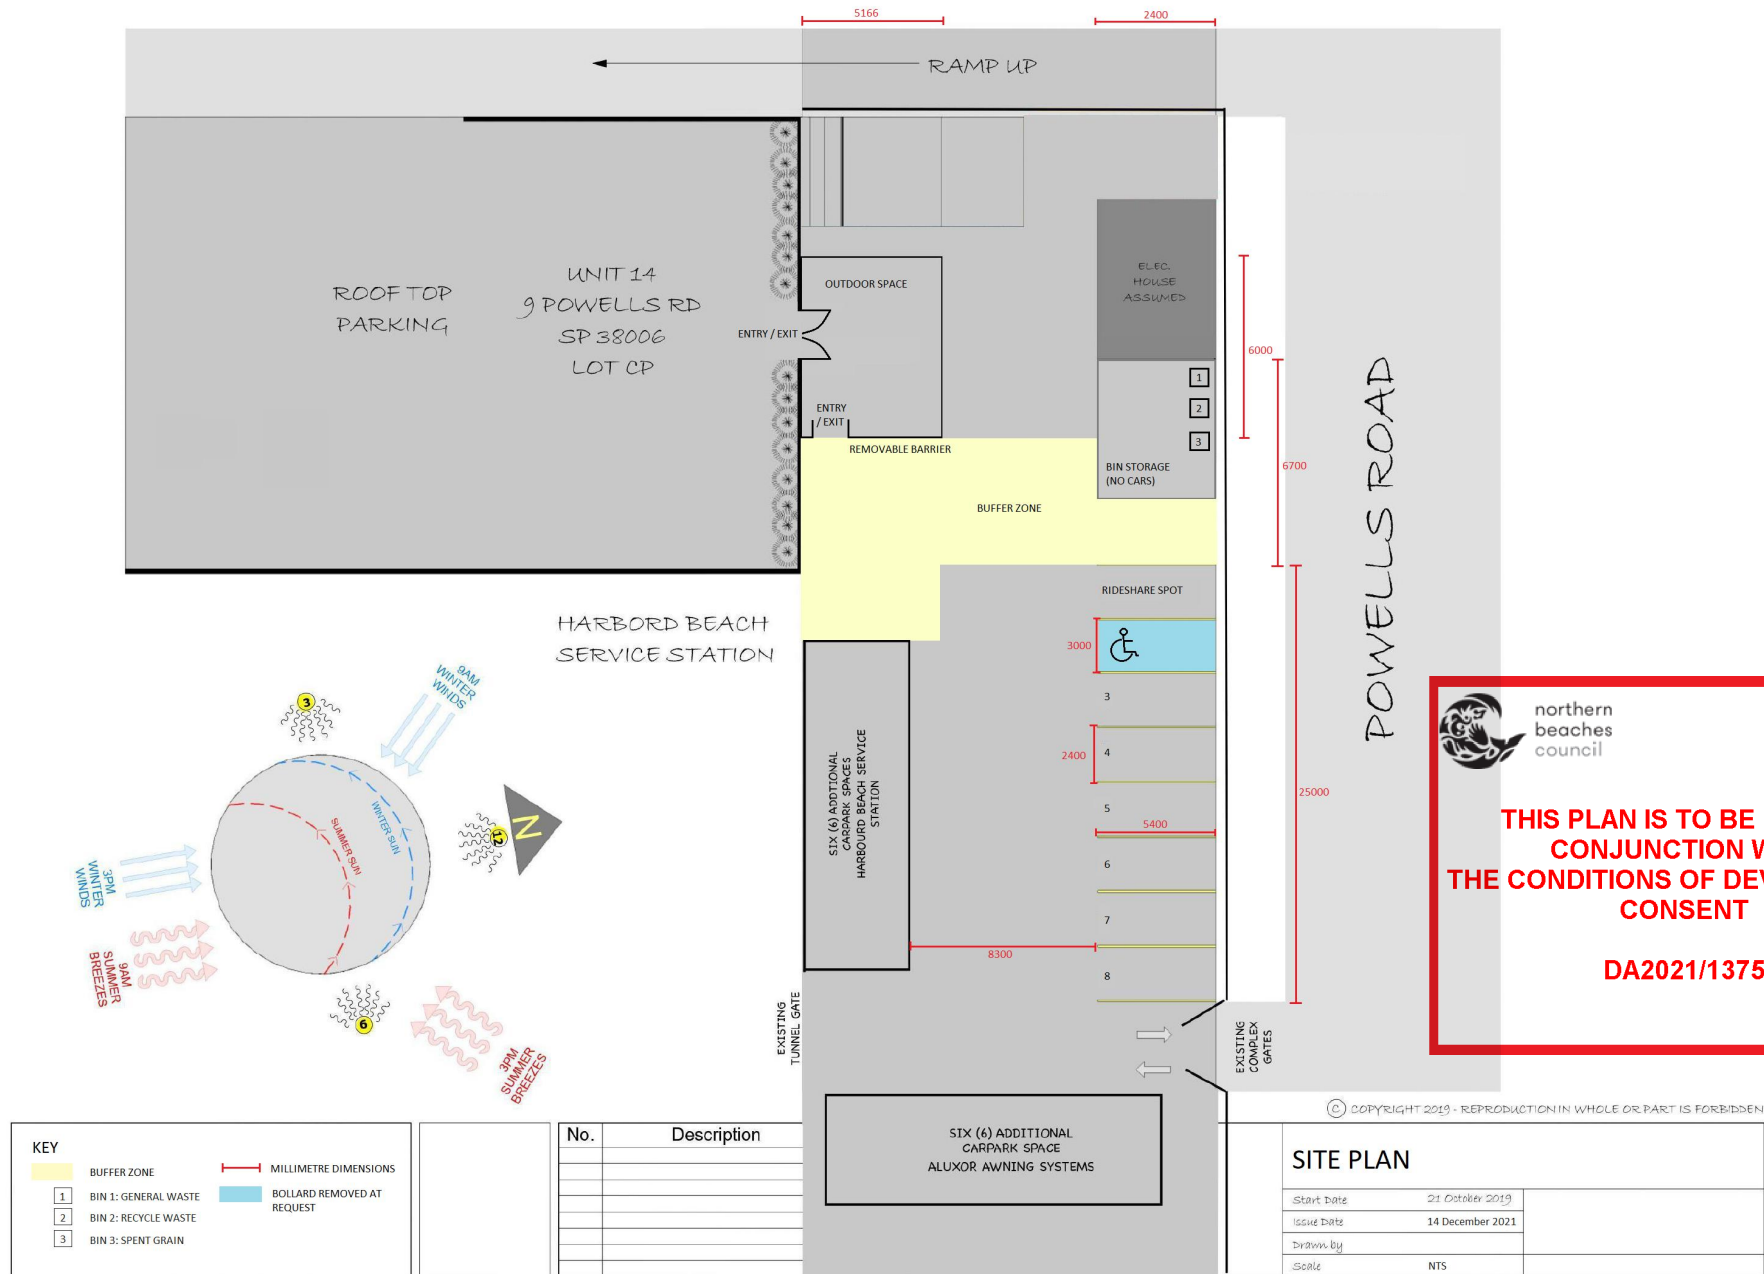 5166
2400
RAMP UP
ROOF TOP
PARKING
UNIT 14
9 POWELLS RD
SP 38006
LOT CP
OUTDOOR SPACE
ENTRY / EXIT
ENTRY
/ EXIT
REMOVABLE BARRIER
ELEC.
HOUSE
ASSUMED
1
2
3
BIN STORAGE
(NO CARS)
BUFFER ZONE
6000
6700
POWELLS ROAD
HARBORD BEACH
SERVICE STATION
RIDESHARE SPOT
3000
3
4
2400
5
5400
6
7
8
8300
25000
SIX (6) ADDTIONAL
CARPARK SPACES
HARBOURD BEACH SERVICE
STATION
EXISTING
TUNNEL GATE
EXISTING
COMPLEX
GATES
SIX (6) ADDITIONAL
CARPARK SPACE
ALUXOR AWNING SYSTEMS
9AM
WINTER
WINDS
3
N
12
WINTER SUN
SUMMER SUN
3PM
WINTER
WINDS
9AM
SUMMER
BREEZES
6
3PM
SUMMER
BREEZES
northern
beaches
council
THIS PLAN IS TO BE
CONJUNCTION W
THE CONDITIONS OF DEV
CONSENT
DA2021/1375
C COPYRIGHT 2019 - REPRODUCTION IN WHOLE OR PART IS FORBIDDEN
KEY
BUFFER ZONE
MILLIMETRE DIMENSIONS
1 BIN 1: GENERAL WASTE
BOLLARD REMOVED AT
REQUEST
2 BIN 2: RECYCLE WASTE
3 BIN 3: SPENT GRAIN
No. Description
SITE PLAN
Start Date 21 October 2019
Issue Date 14 December 2021
Drawn by
Scale NTS